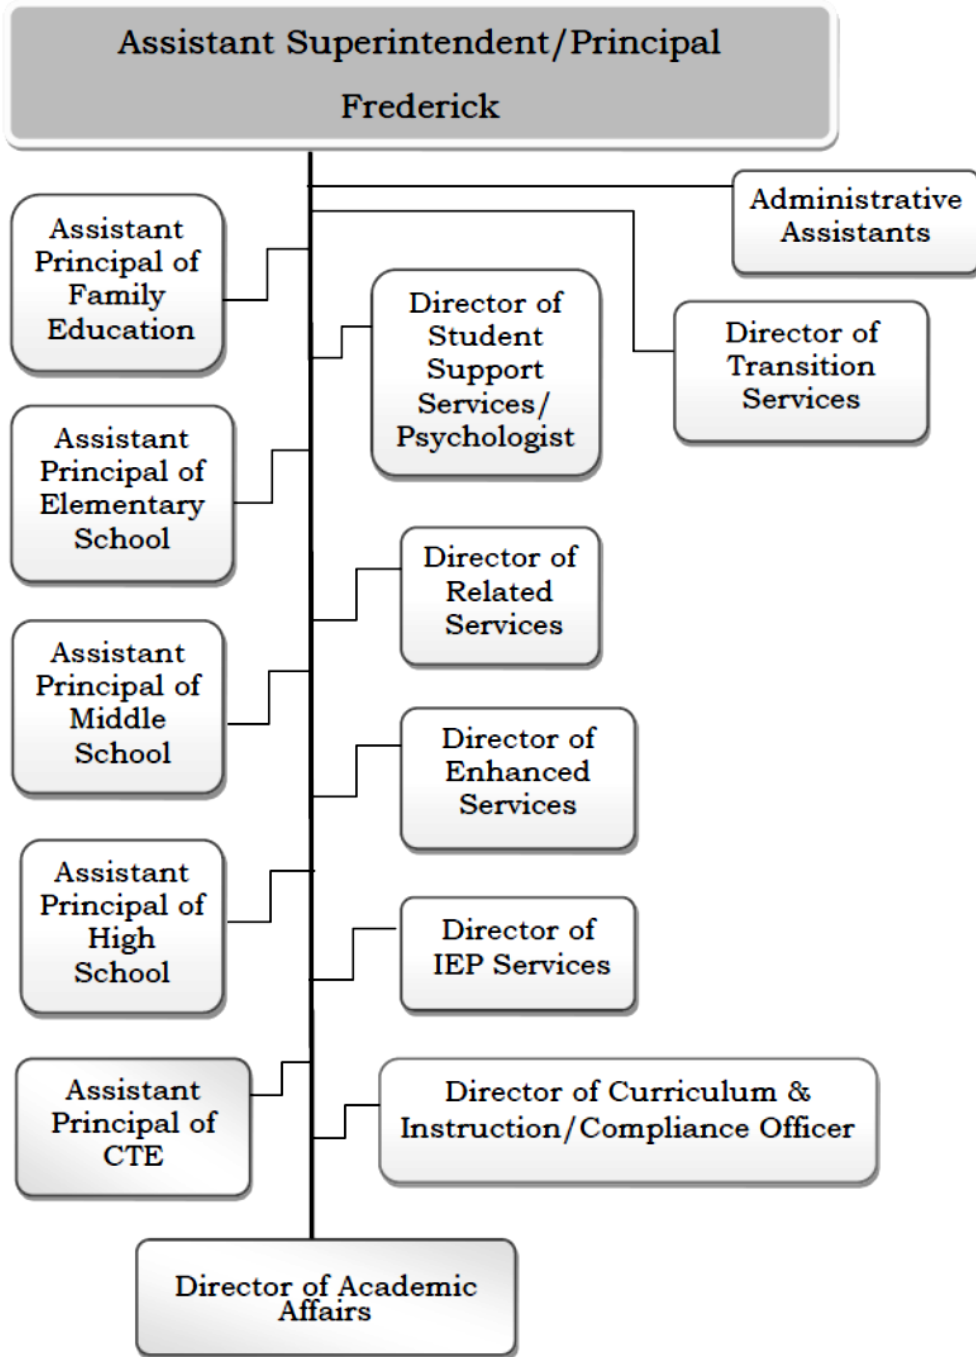 Assistant Superintendent/Principal
Frederick
Administrative
Assistants
Assistant
Principal of
Family
Education
Director of
Student
Support
Services/
Psychologist
Director of
Transition
Services
Assistant
Principal of
Elementary
School
Director of
Related
Services
Assistant
Principal of
Middle
School
Director of
Enhanced
Services
Assistant
Principal of
High
School
Director of
IEP Services
Assistant
Principal of
CTE
Director of Curriculum &
Instruction/Compliance Officer
Director of Academic
Affairs